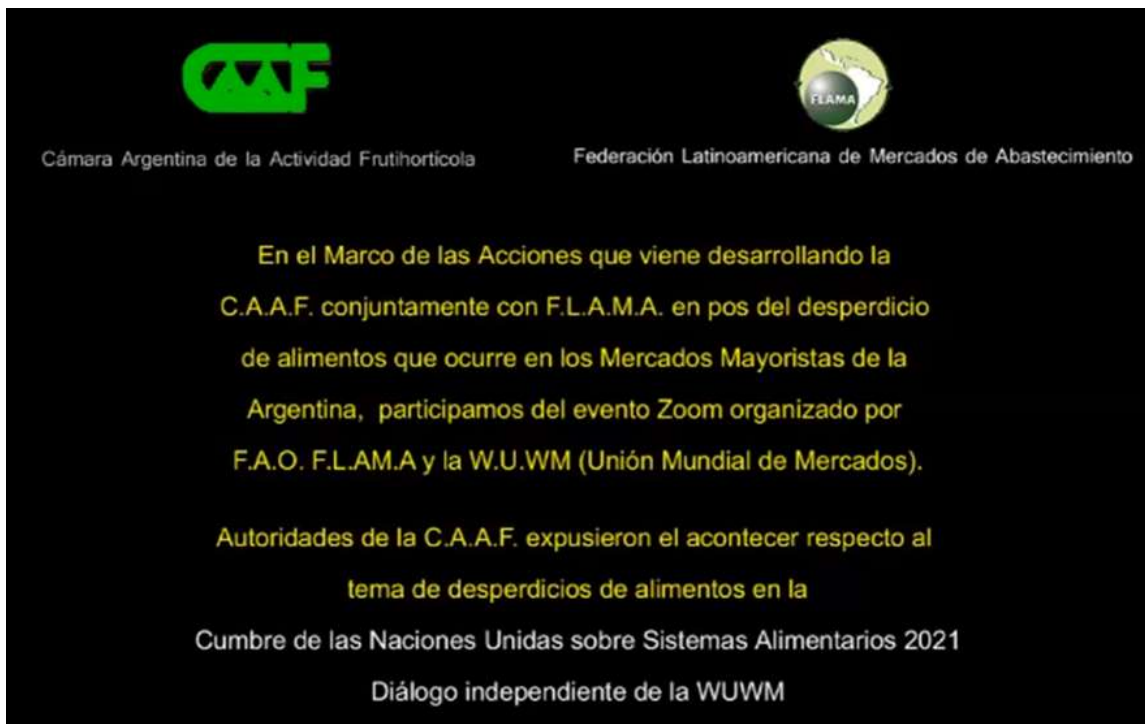 CAAF
FLAMA
Cámara Argentina de la Actividad Frutihortícola
Federación Latinoamericana de Mercados de Abastecimiento
En el Marco de las Acciones que viene desarrollando la
C.A.A.F. conjuntamente con F.L.A.M.A. en pos del desperdicio
de alimentos que ocurre en los Mercados Mayoristas de la
Argentina, participamos del evento Zoom organizado por
F.A.O. F.L.AM.A y la W.U.WM (Unión Mundial de Mercados).
Autoridades de la C.A.A.F. expusieron el acontecer respecto al
tema de desperdicios de alimentos en la
Cumbre de las Naciones Unidas sobre Sistemas Alimentarios 2021
Diálogo independiente de la WUWM